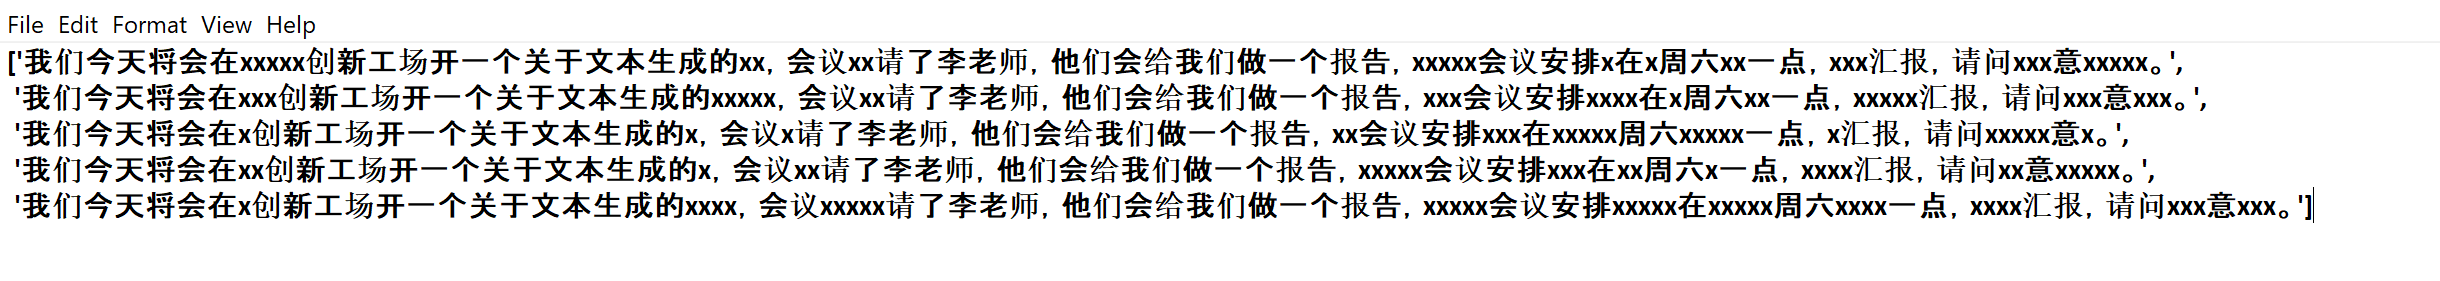 File Edit Format View Help
['我们今天将会在xxxxx创新工场开一个关于文本生成的xx, 会议xx请了李老师, 他们会给我们做一个报告, xxxxx会议安排x在x周六xx一点, xxx汇报, 请问xxx意xxxxx。',
'我们今天将会在xxx创新工场开一个关于文本生成的xxxxx, 会议xx请了李老师, 他们会给我们做一个报告, xxx会议安排xxxx在x周六xx一点, xxxxx汇报, 请问xxx意xxx。',
'我们今天将会在x创新工场开一个关于文本生成的x, 会议x请了李老师, 他们会给我们做一个报告, xx会议安排xxx在xxxxx周六xxxxx一点, x汇报, 请问xxxxx意x。',
'我们今天将会在xx创新工场开一个关于文本生成的x, 会议xx请了李老师, 他们会给我们做一个报告, xxxxx会议安排xxx在xx周六x一点, xxxx汇报, 请问xx意xxxxx。',
'我们今天将会在x创新工场开一个关于文本生成的xxxx, 会议xxxxx请了李老师, 他们会给我们做一个报告, xxxxx会议安排xxxxx在xxxxx周六xxxx一点, xxxx汇报, 请问xxx意xxx。']